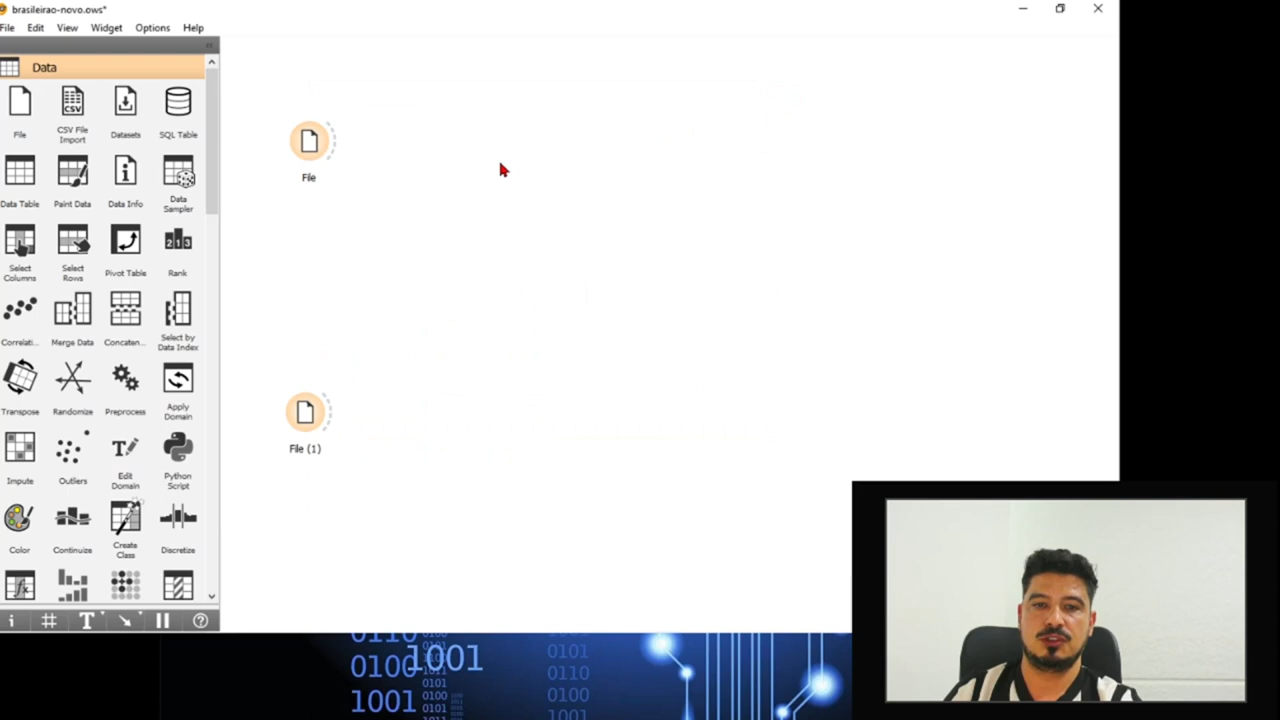 brasileirao-novo.ows*
File Edit View Widget Options Help
Data
File
CSV File Import
Datasets
SQL Table
Data Table
Paint Data
Data Info
Data Sampler
Select Columns
Select Rows
Pivot Table
Rank
Correlati...
Merge Data
Concaten...
Select by Data Index
Transpose
Randomize
Preprocess
Apply Domain
Impute
Outliers
Edit Domain
Python Script
Color
Continuize
Create Class
Discretize
File
File (1)
0110 0101
0100 1001 0110
1001 0100